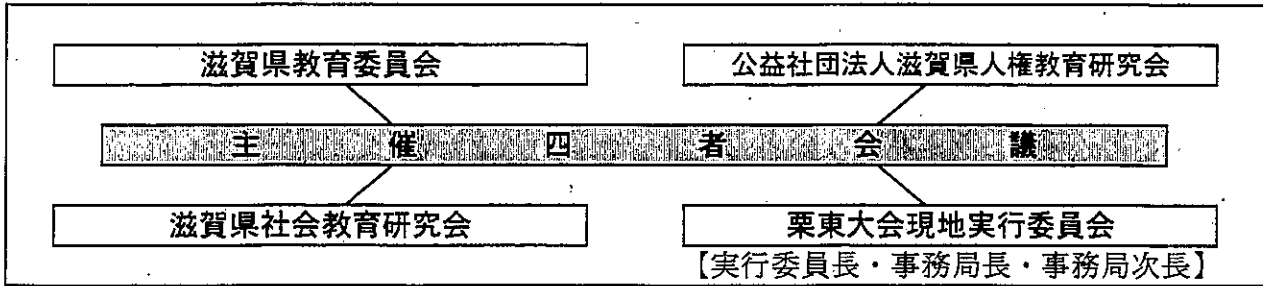 滋賀県教育委員会
公益社団法人滋賀県人権教育研究会
主催四者会議
滋賀県社会教育研究会
栗東大会現地実行委員会
【実行委員長・事務局長・事務局次長】